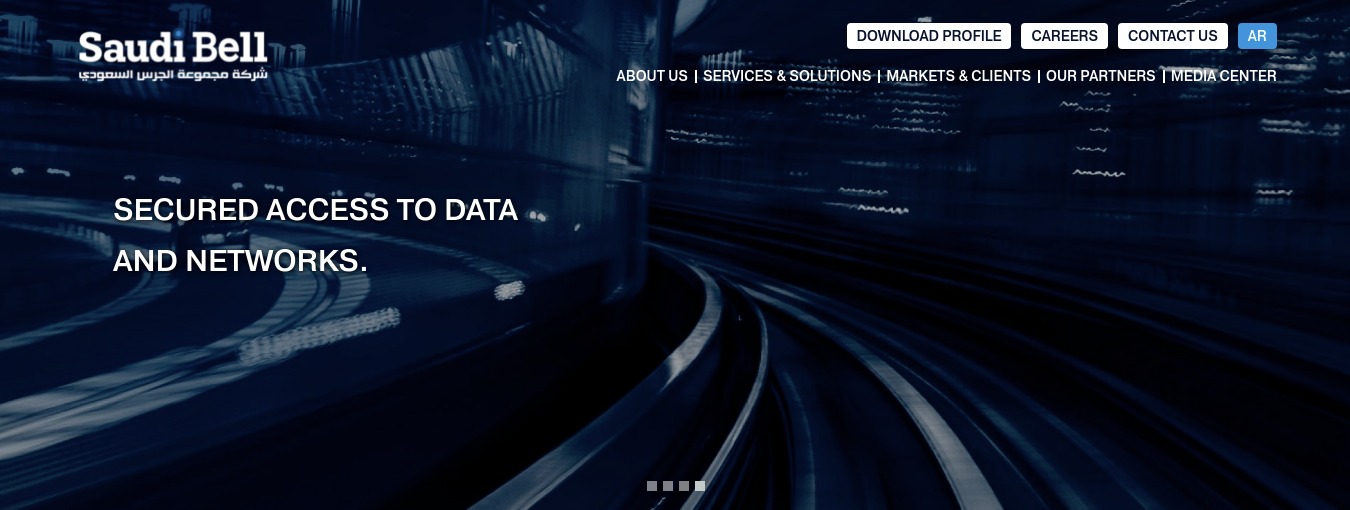 Saudi Bell
شركة مجموعة الجرس السعودي
DOWNLOAD PROFILE
CAREERS
CONTACT US
AR
ABOUT US | SERVICES & SOLUTIONS | MARKETS & CLIENTS | OUR PARTNERS | MEDIA CENTER
SECURED ACCESS TO DATA
AND NETWORKS.